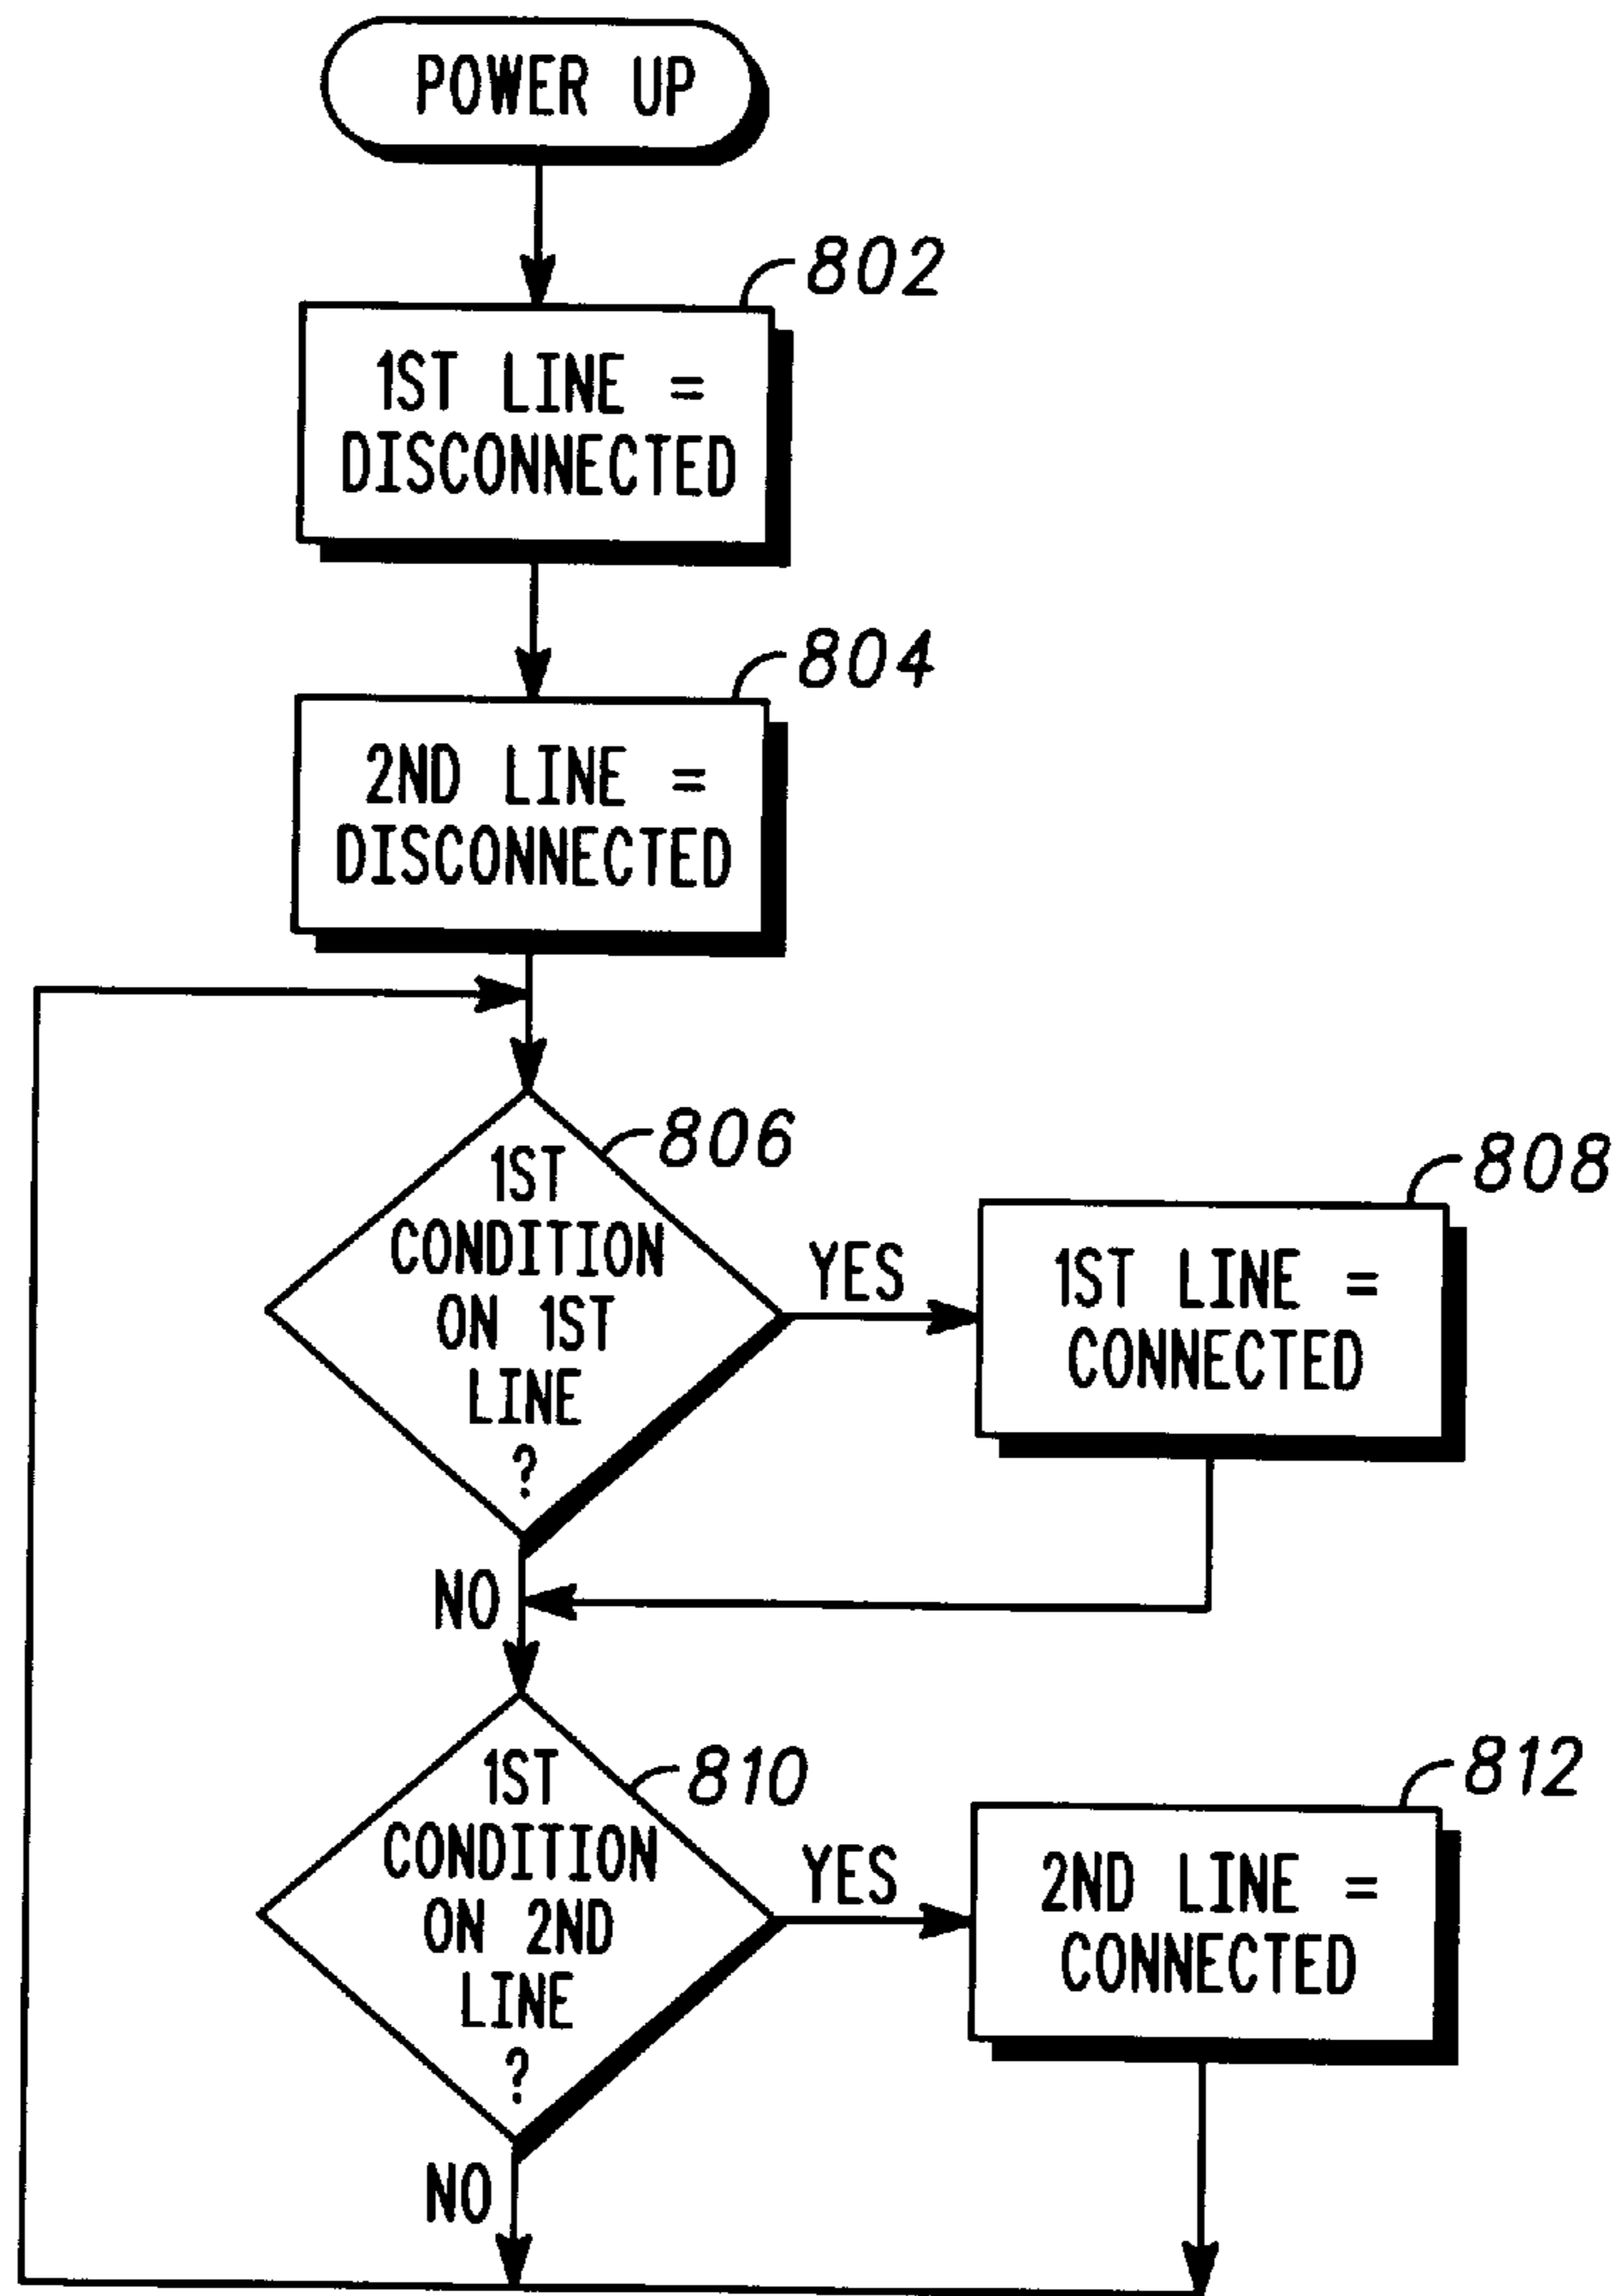 POWER UP
802
1ST LINE =
DISCONNECTED
804
2ND LINE =
DISCONNECTED
806
1ST
CONDITION
ON 1ST
LINE
?
YES
808
1ST LINE =
CONNECTED
NO
810
1ST
CONDITION
ON 2ND
LINE
?
YES
812
2ND LINE =
CONNECTED
NO